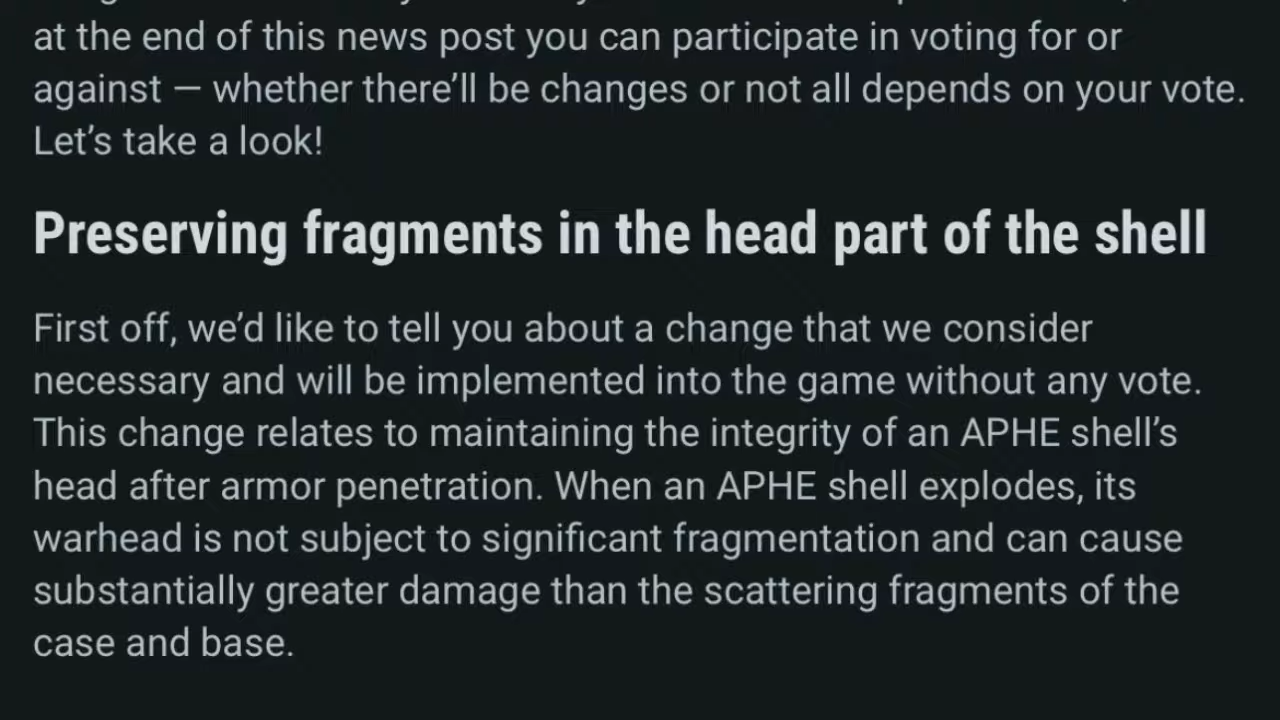 at the end of this news post you can participate in voting for or
against — whether there’ll be changes or not all depends on your vote.
Let’s take a look!
Preserving fragments in the head part of the shell
First off, we’d like to tell you about a change that we consider
necessary and will be implemented into the game without any vote.
This change relates to maintaining the integrity of an APHE shell’s
head after armor penetration. When an APHE shell explodes, its
warhead is not subject to significant fragmentation and can cause
substantially greater damage than the scattering fragments of the
case and base.